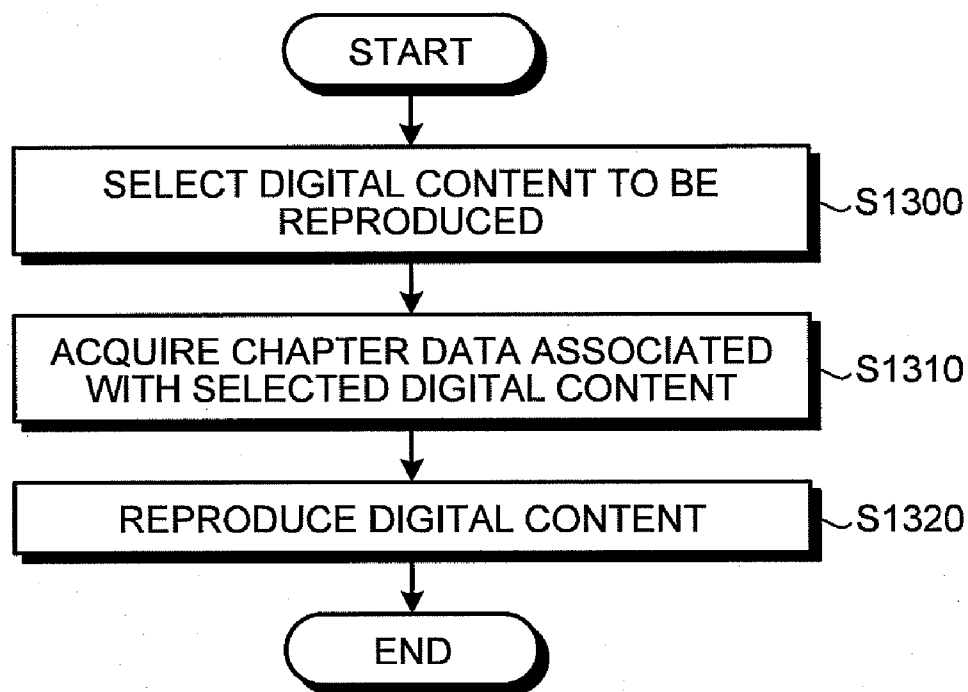 START
SELECT DIGITAL CONTENT TO BE
REPRODUCED
S1300
ACQUIRE CHAPTER DATA ASSOCIATED
WITH SELECTED DIGITAL CONTENT
S1310
REPRODUCE DIGITAL CONTENT
S1320
END